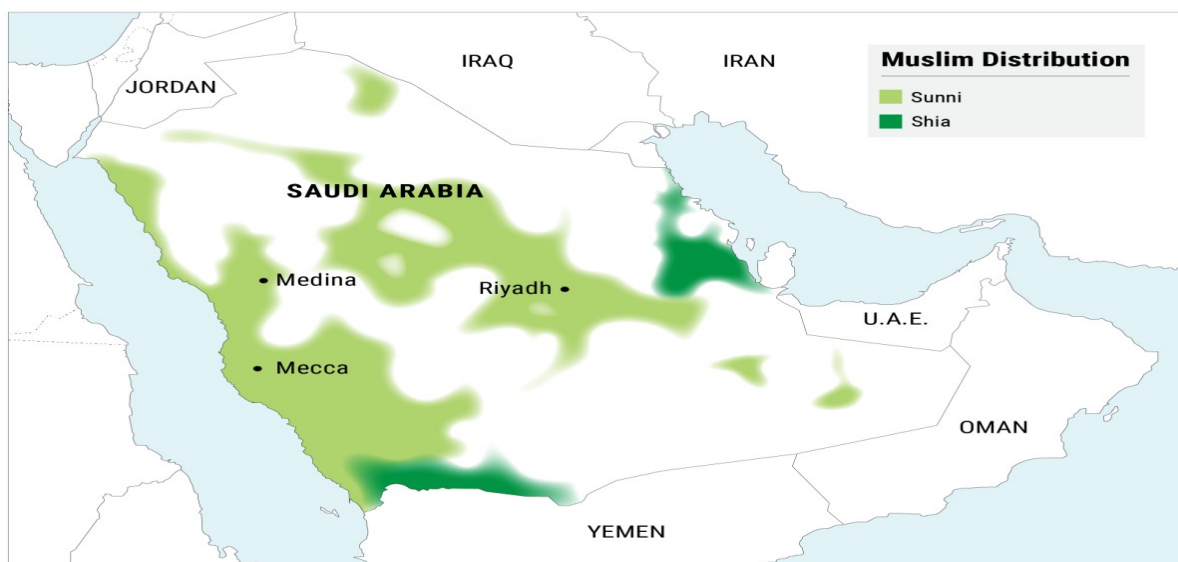 IRAQ
IRAN
Muslim Distribution
Sunni
Shia
JORDAN
SAUDI ARABIA
Medina
Riyadh
U.A.E.
Mecca
OMAN
YEMEN